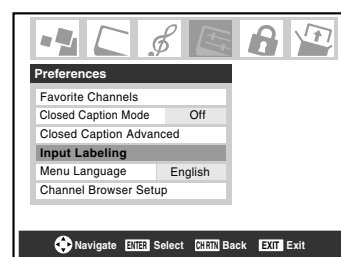 Preferences
Favorite Channels
Closed Caption Mode Off
Closed Caption Advanced
Input Labeling
Menu Language English
Channel Browser Setup
Navigate ENTER Select CH RTN Back EXIT Exit